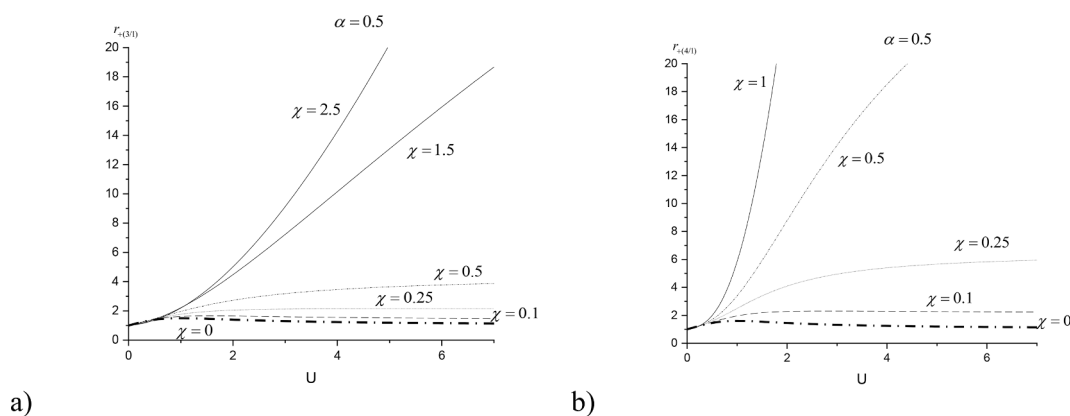 α = 0.5
r+(3/1)
20
18
16
14
12
10
8
6
4
2
0
χ = 2.5
χ = 1.5
χ = 0.5
χ = 0.25
χ = 0.1
χ = 0
0 2 4 6
U
a)
α = 0.5
r+(4/1)
20
18
16
14
12
10
8
6
4
2
0
χ = 1
χ = 0.5
χ = 0.25
χ = 0.1
χ = 0
0 2 4 6
U
b)